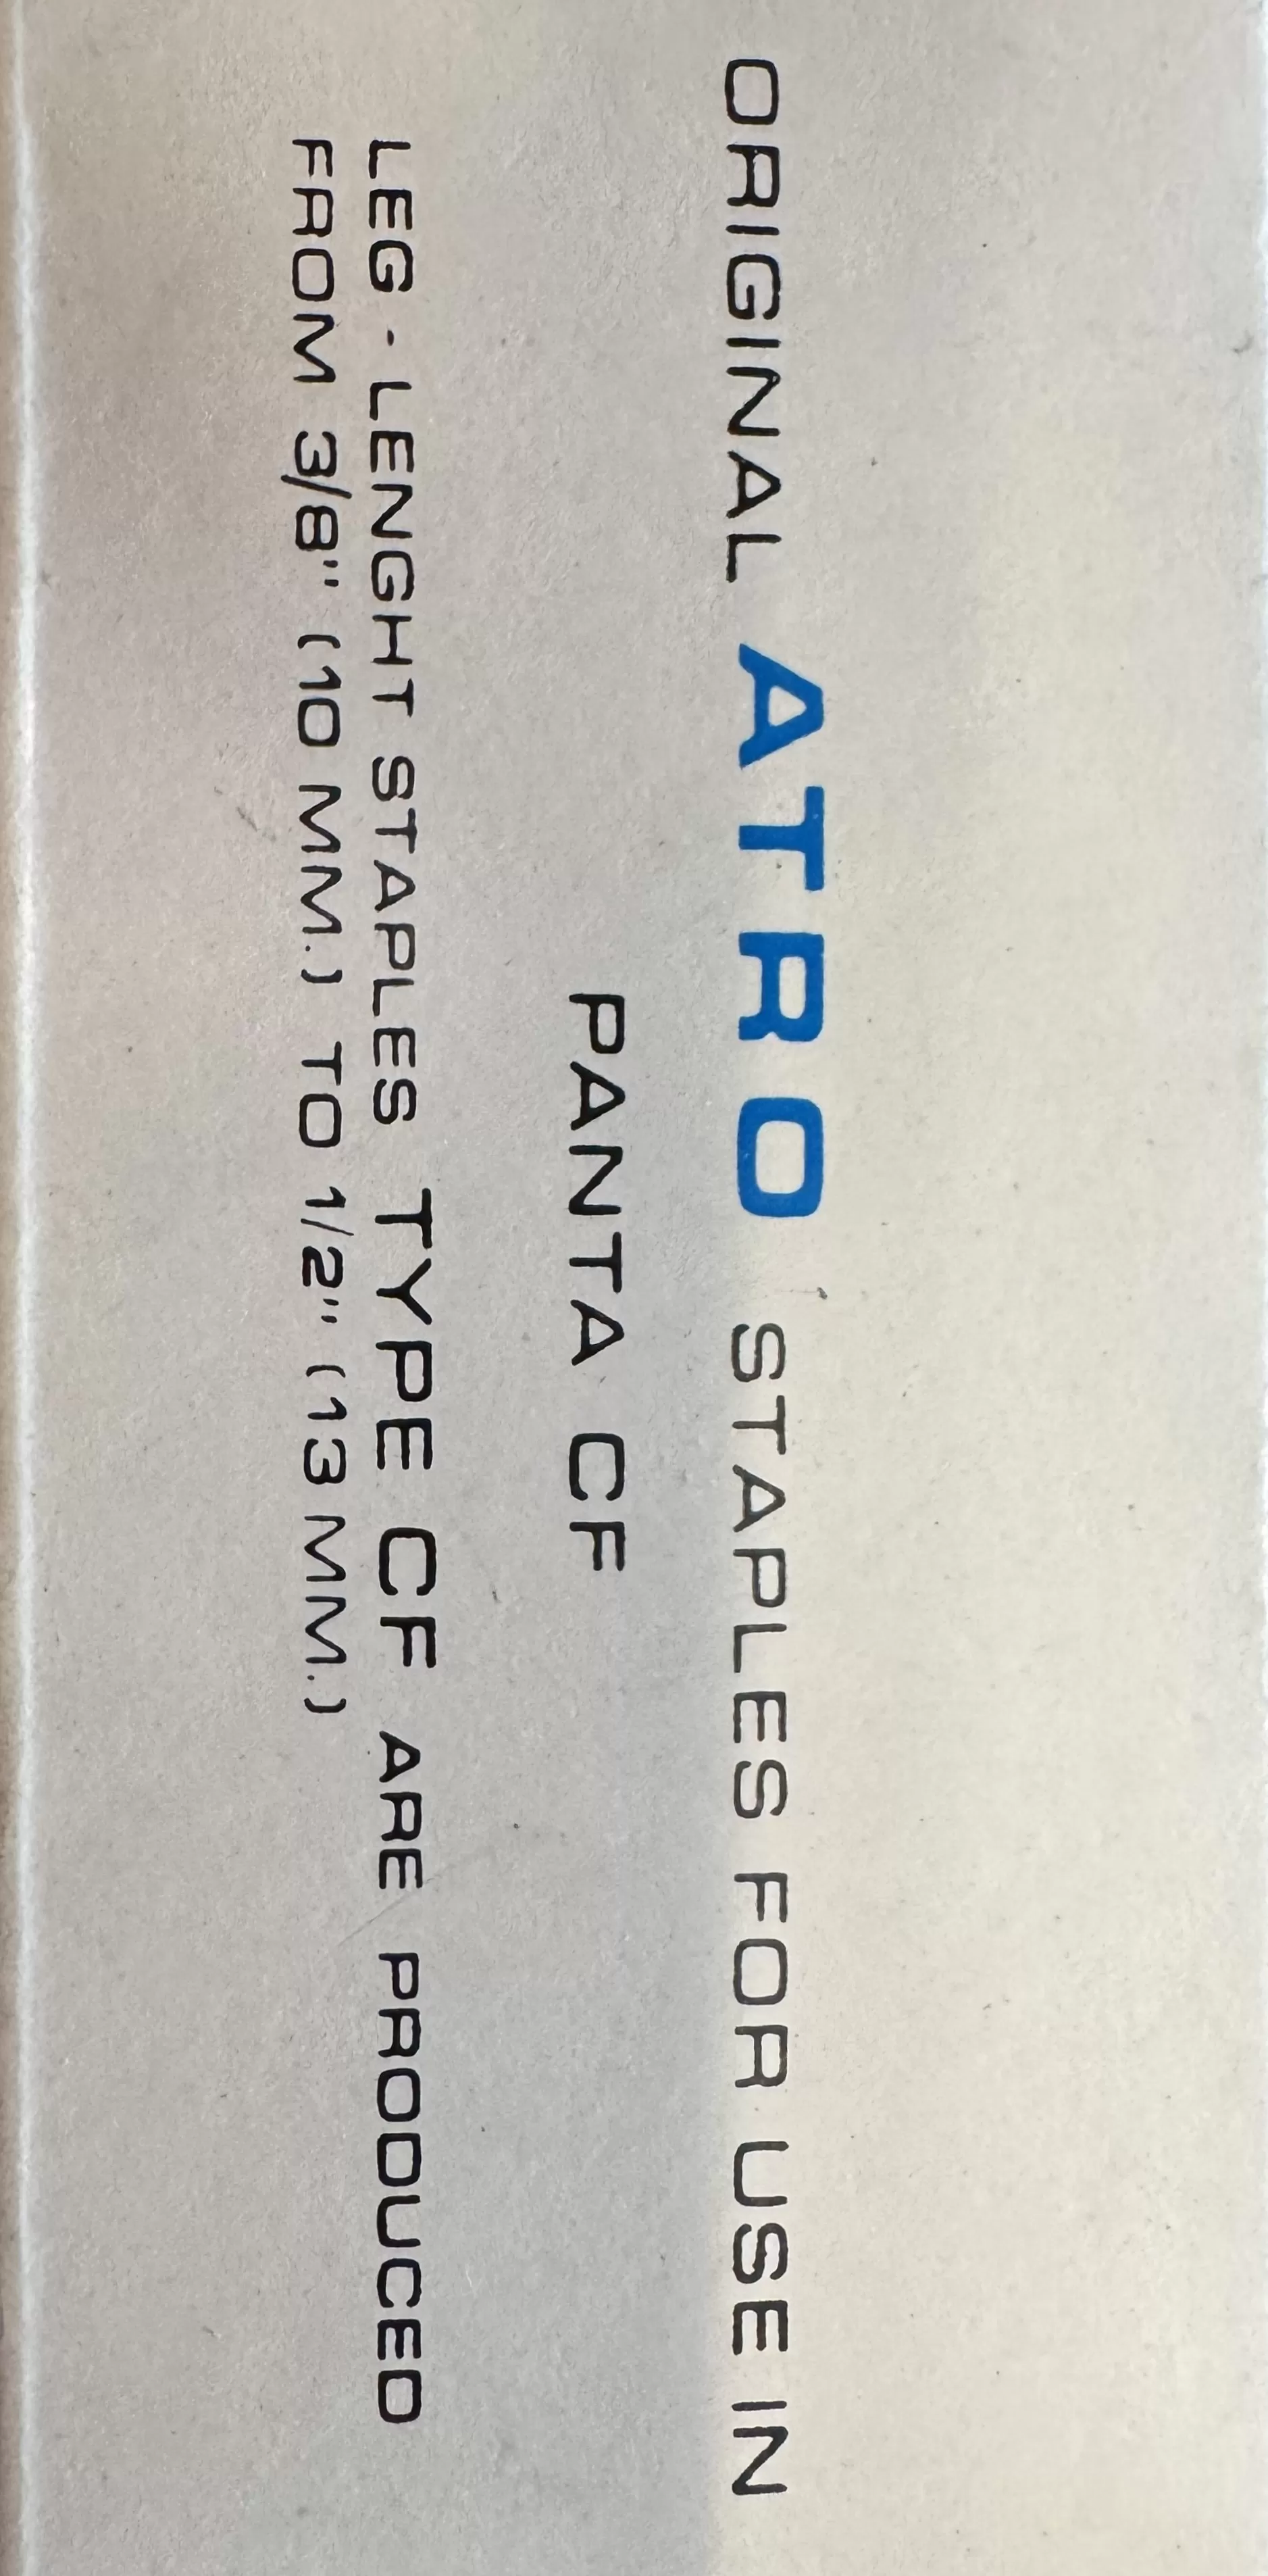 ORIGINAL ATRO STAPLES FOR USE IN
PANTA CF
LEG - LENGHT STAPLES TYPE CF ARE PRODUCED
FROM 3/8" (10 MM.) TO 1/2" (13 MM.)